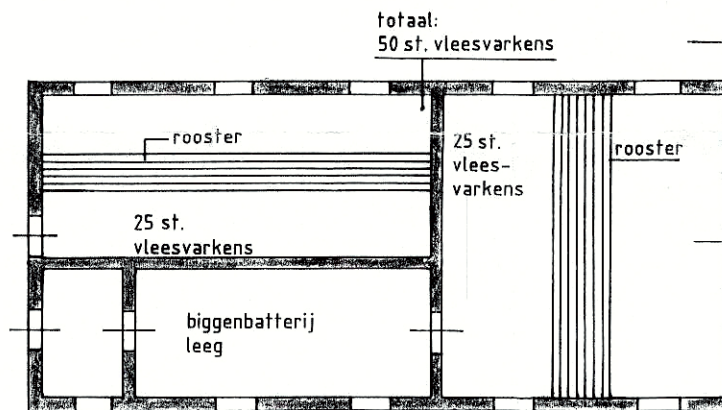 totaal:
50 st. vleesvarkens
rooster
25 st.
vlees-
varkens
rooster
25 st.
vleesvarkens
biggenbatterij
leeg